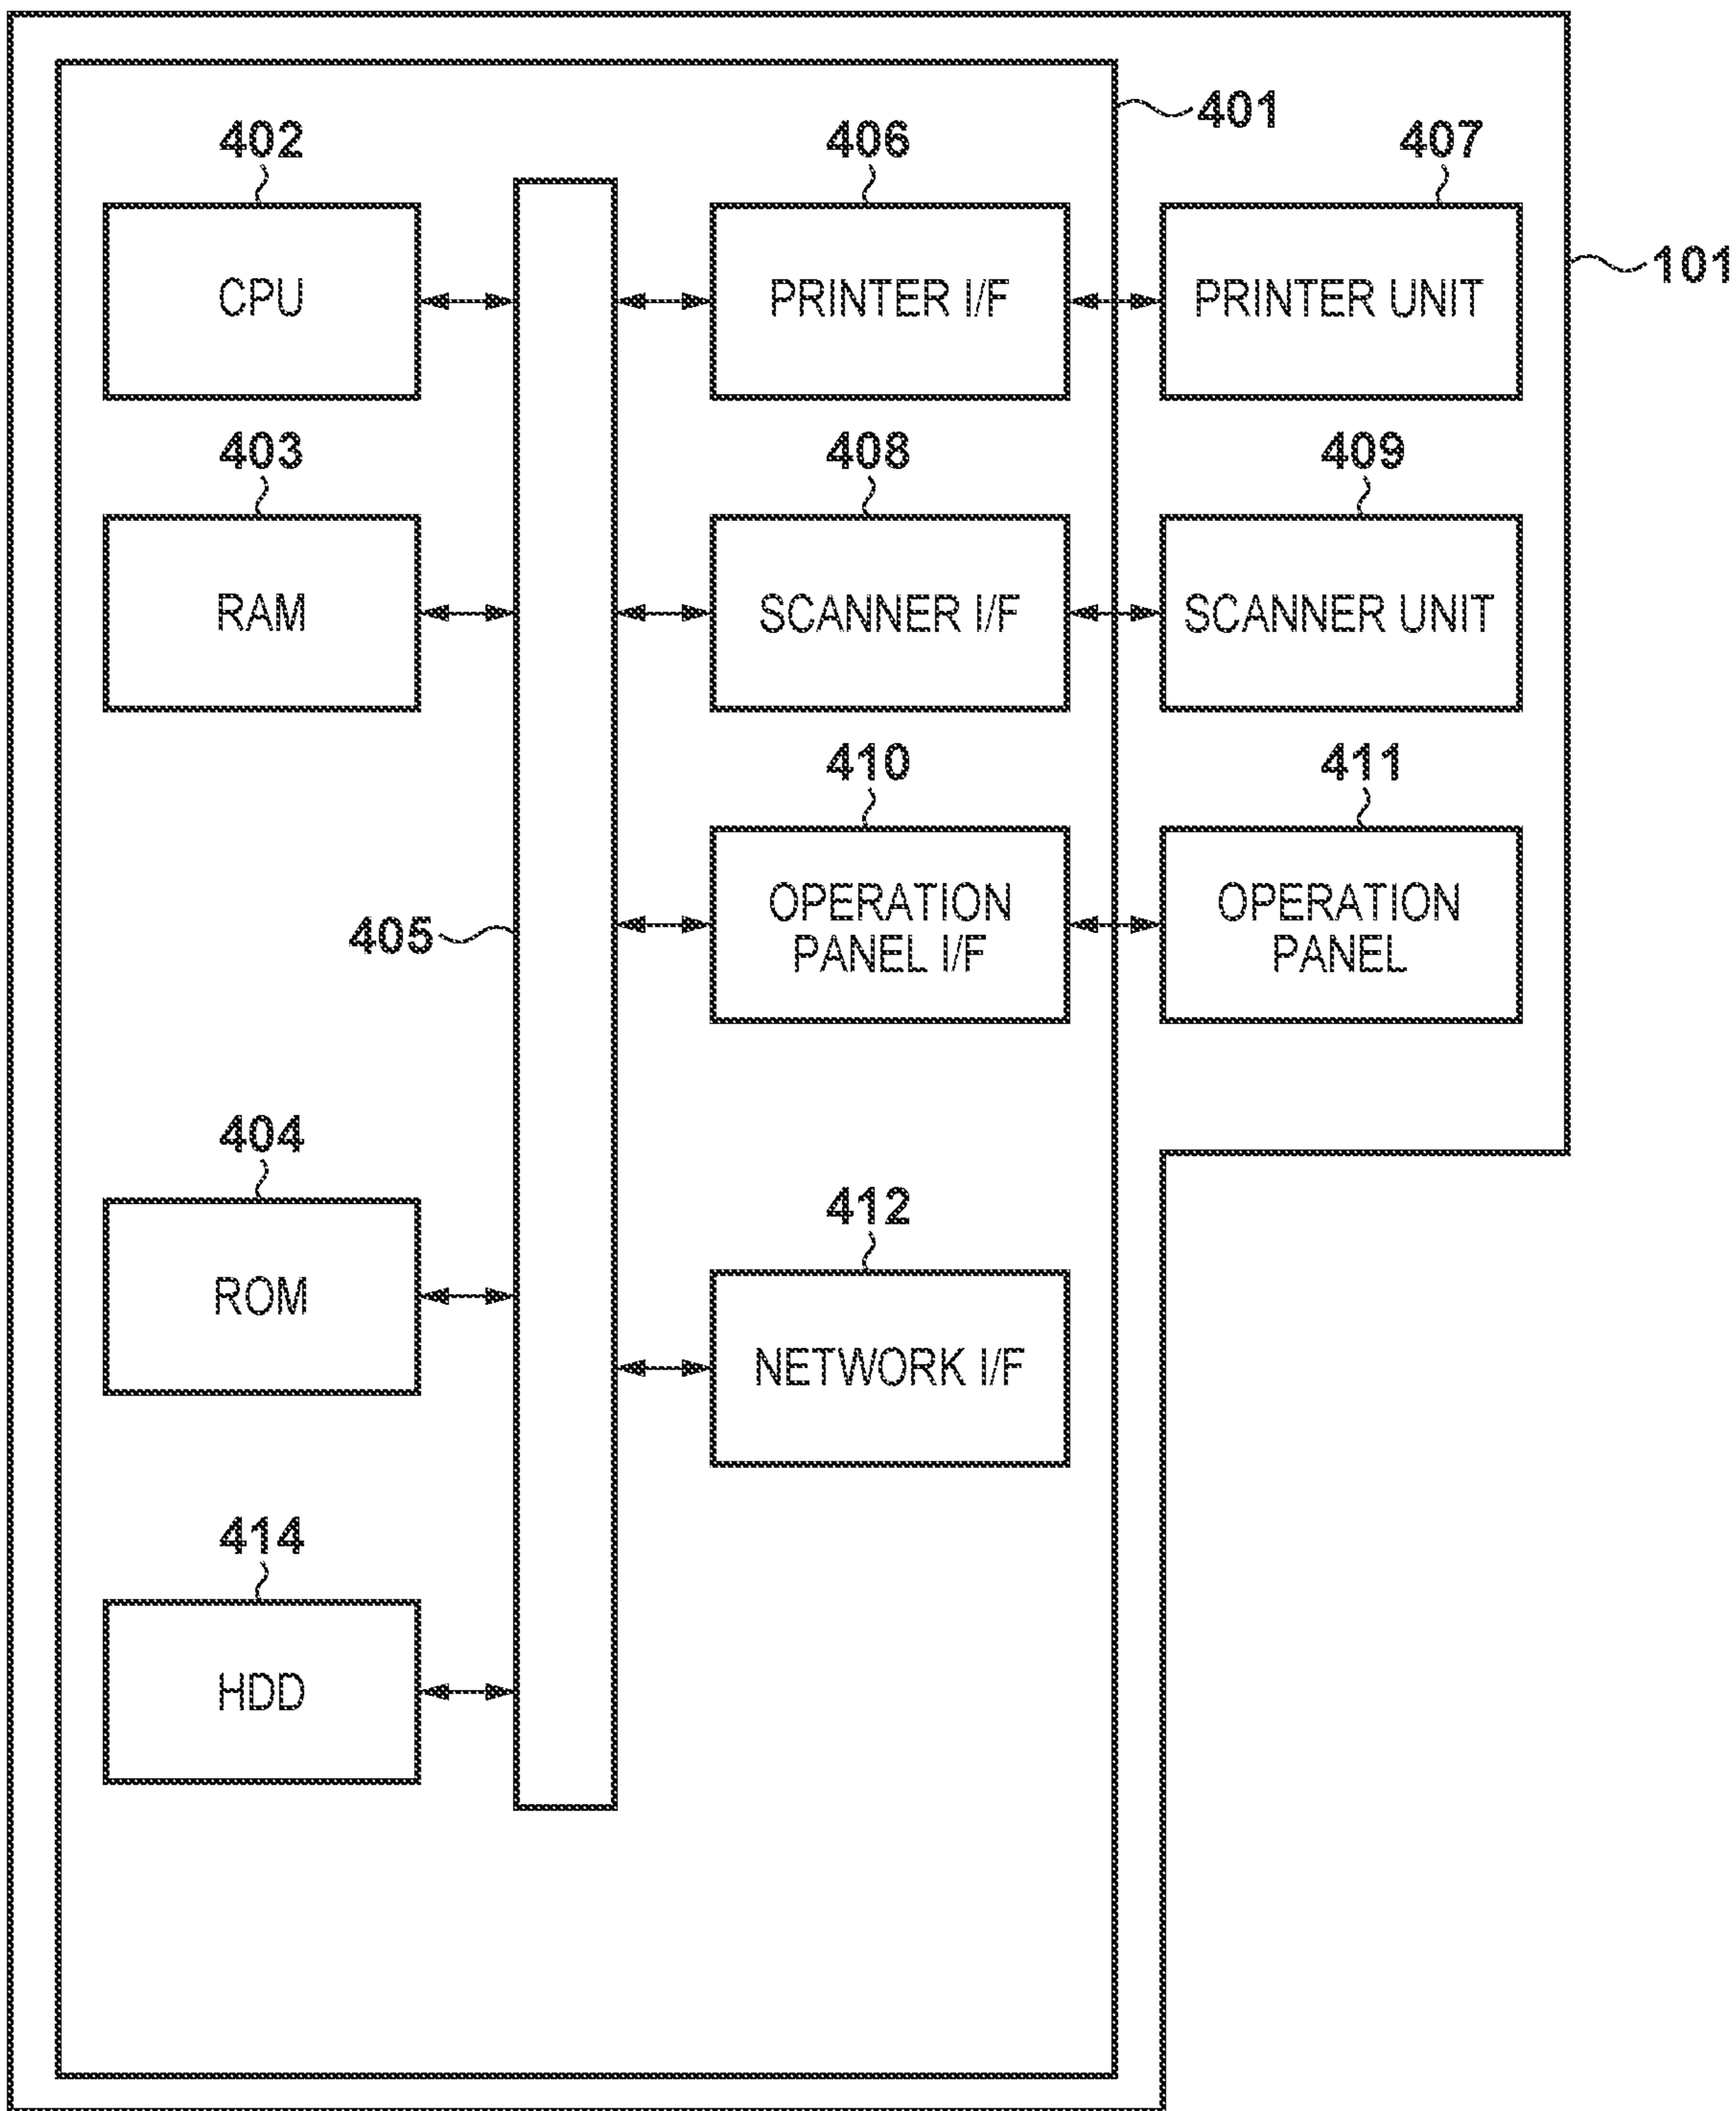 401
402
406
407
CPU
PRINTER I/F
PRINTER UNIT
101
403
408
409
RAM
SCANNER I/F
SCANNER UNIT
410
411
OPERATION
PANEL I/F
OPERATION
PANEL
405
404
412
ROM
NETWORK I/F
414
HDD